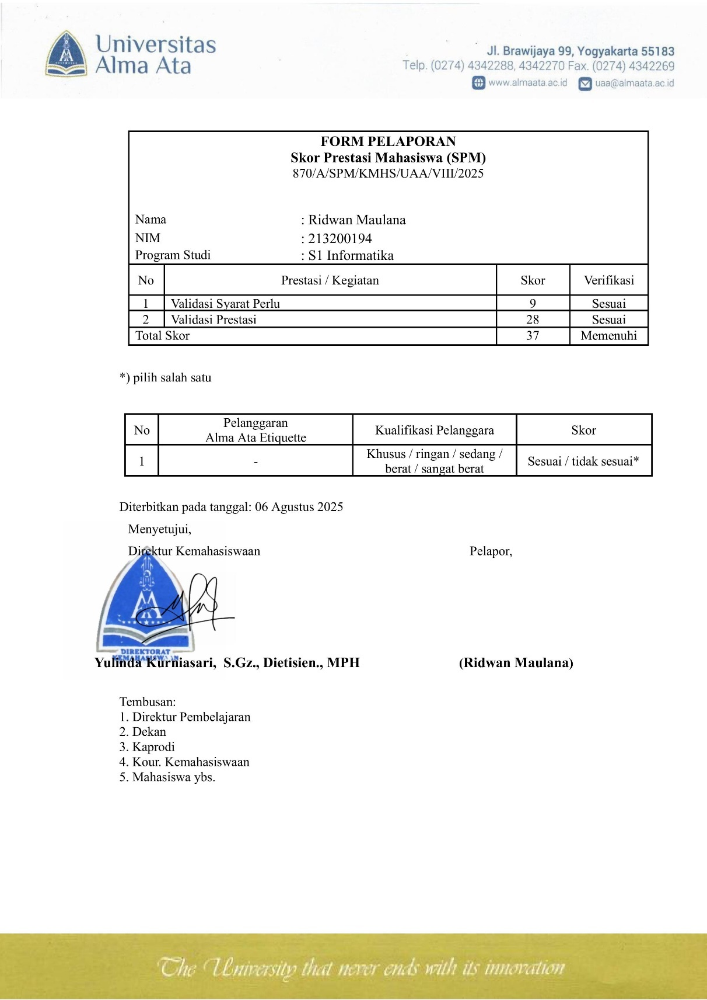 Universitas
Alma Ata
Jl. Brawijaya 99, Yogyakarta 55183
Telp. (0274) 4342288, 4342270 Fax. (0274) 4342269
www.almaata.ac.id uaa@almaata.ac.id
FORM PELAPORAN
Skor Prestasi Mahasiswa (SPM)
870/A/SPM/KMHS/UAA/VIII/2025
Nama : Ridwan Maulana
NIM : 213200194
Program Studi : S1 Informatika
No Prestasi / Kegiatan Skor Verifikasi
1 Validasi Syarat Perlu 9 Sesuai
2 Validasi Prestasi 28 Sesuai
Total Skor 37 Memenuhi
*) pilih salah satu
No Pelanggaran Alma Ata Etiquette Kualifikasi Pelanggara Skor
1 - Khusus / ringan / sedang / berat / sangat berat Sesuai / tidak sesuai*
Diterbitkan pada tanggal: 06 Agustus 2025
Menyetujui,
Direktur Kemahasiswaan Pelapor,
DIREKTORAT
KEMAHASISWAAN
Yulinda Kurniasari, S.Gz., Dietisien., MPH (Ridwan Maulana)
Tembusan:
1. Direktur Pembelajaran
2. Dekan
3. Kaprodi
4. Kour. Kemahasiswaan
5. Mahasiswa ybs.
The University that never ends with its innovation